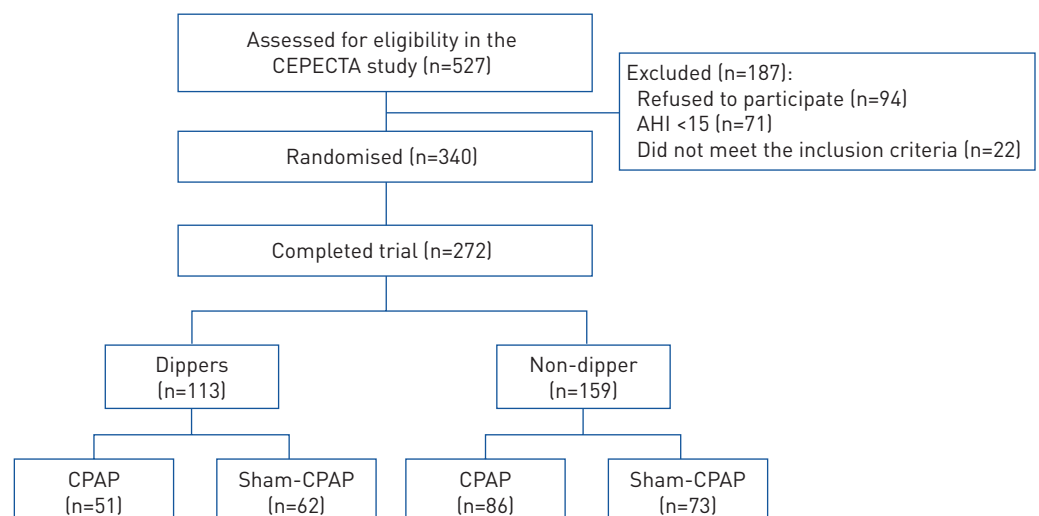 Assessed for eligibility in the
CEPECTA study (n=527)
Excluded (n=187):
Refused to participate (n=94)
AHI <15 (n=71)
Did not meet the inclusion criteria (n=22)
Randomised (n=340)
Completed trial (n=272)
Dippers
(n=113)
Non-dipper
(n=159)
CPAP
(n=51)
Sham-CPAP
(n=62)
CPAP
(n=86)
Sham-CPAP
(n=73)